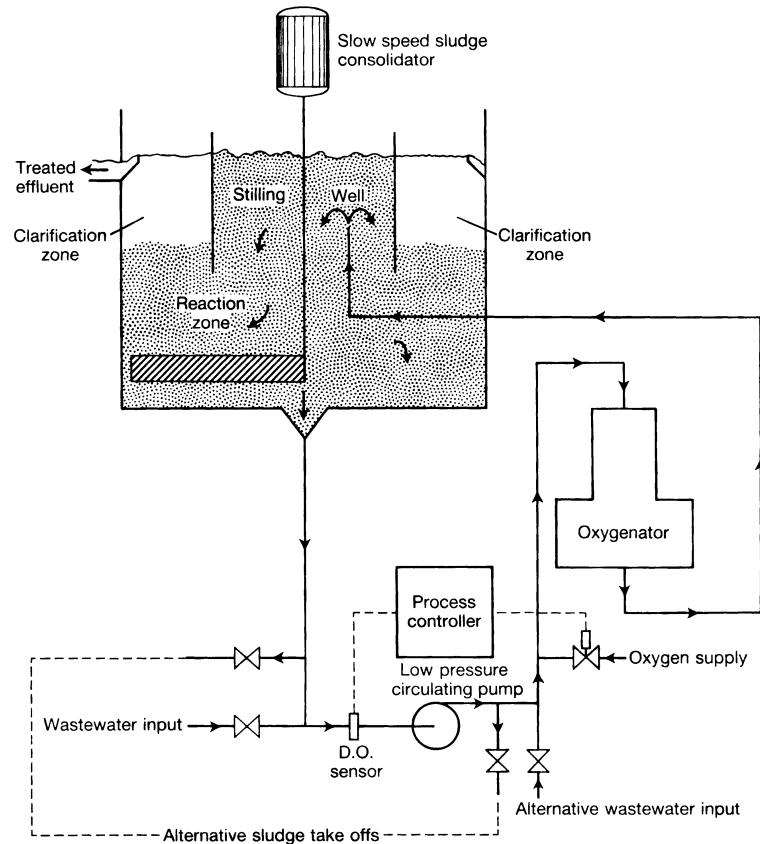 Slow speed sludge
consolidator
Treated
effluent
Stilling
Well
Clarification
zone
Clarification
zone
Reaction
zone
Oxygenator
Process
controller
Low pressure
circulating pump
Oxygen supply
Wastewater input
D.O.
sensor
Alternative wastewater input
Alternative sludge take offs